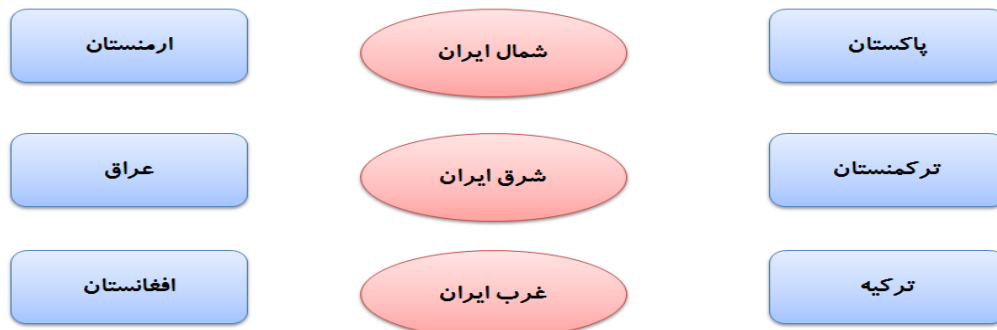 پاکستان
شمال ایران
ارمنستان
ترکمنستان
شرق ایران
عراق
ترکیه
غرب ایران
افغانستان